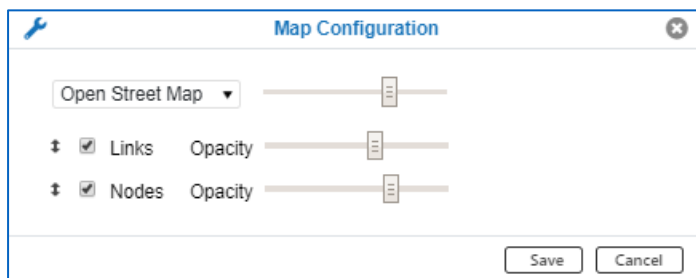 Map Configuration
Open Street Map
Links Opacity
Nodes Opacity
Save Cancel